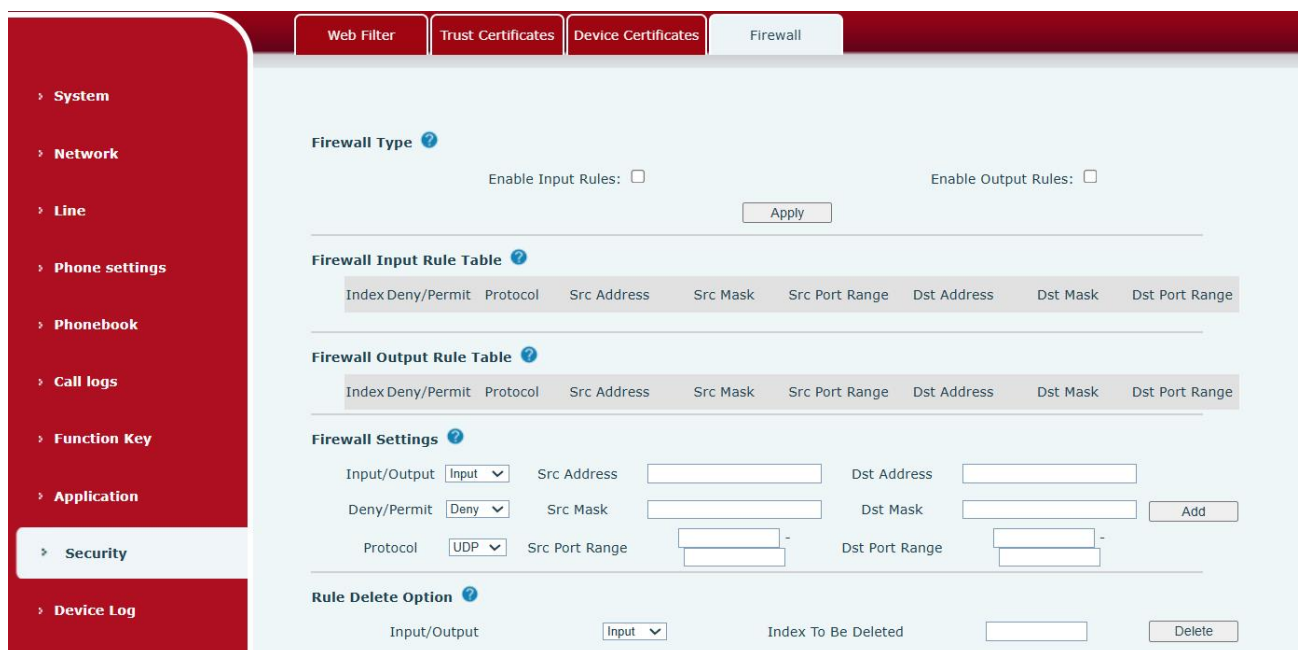 Web Filter Trust Certificates Device Certificates Firewall
System
Network
Line
Phone settings
Phonebook
Call logs
Function Key
Application
Security
Device Log
Firewall Type ?
Enable Input Rules: Enable Output Rules:
Apply
Firewall Input Rule Table ?
Index Deny/Permit Protocol Src Address Src Mask Src Port Range Dst Address Dst Mask Dst Port Range
Firewall Output Rule Table ?
Index Deny/Permit Protocol Src Address Src Mask Src Port Range Dst Address Dst Mask Dst Port Range
Firewall Settings ?
Input/Output Input Src Address Dst Address
Deny/Permit Deny Src Mask Dst Mask Add
Protocol UDP Src Port Range - Dst Port Range -
Rule Delete Option ?
Input/Output Input Index To Be Deleted Delete